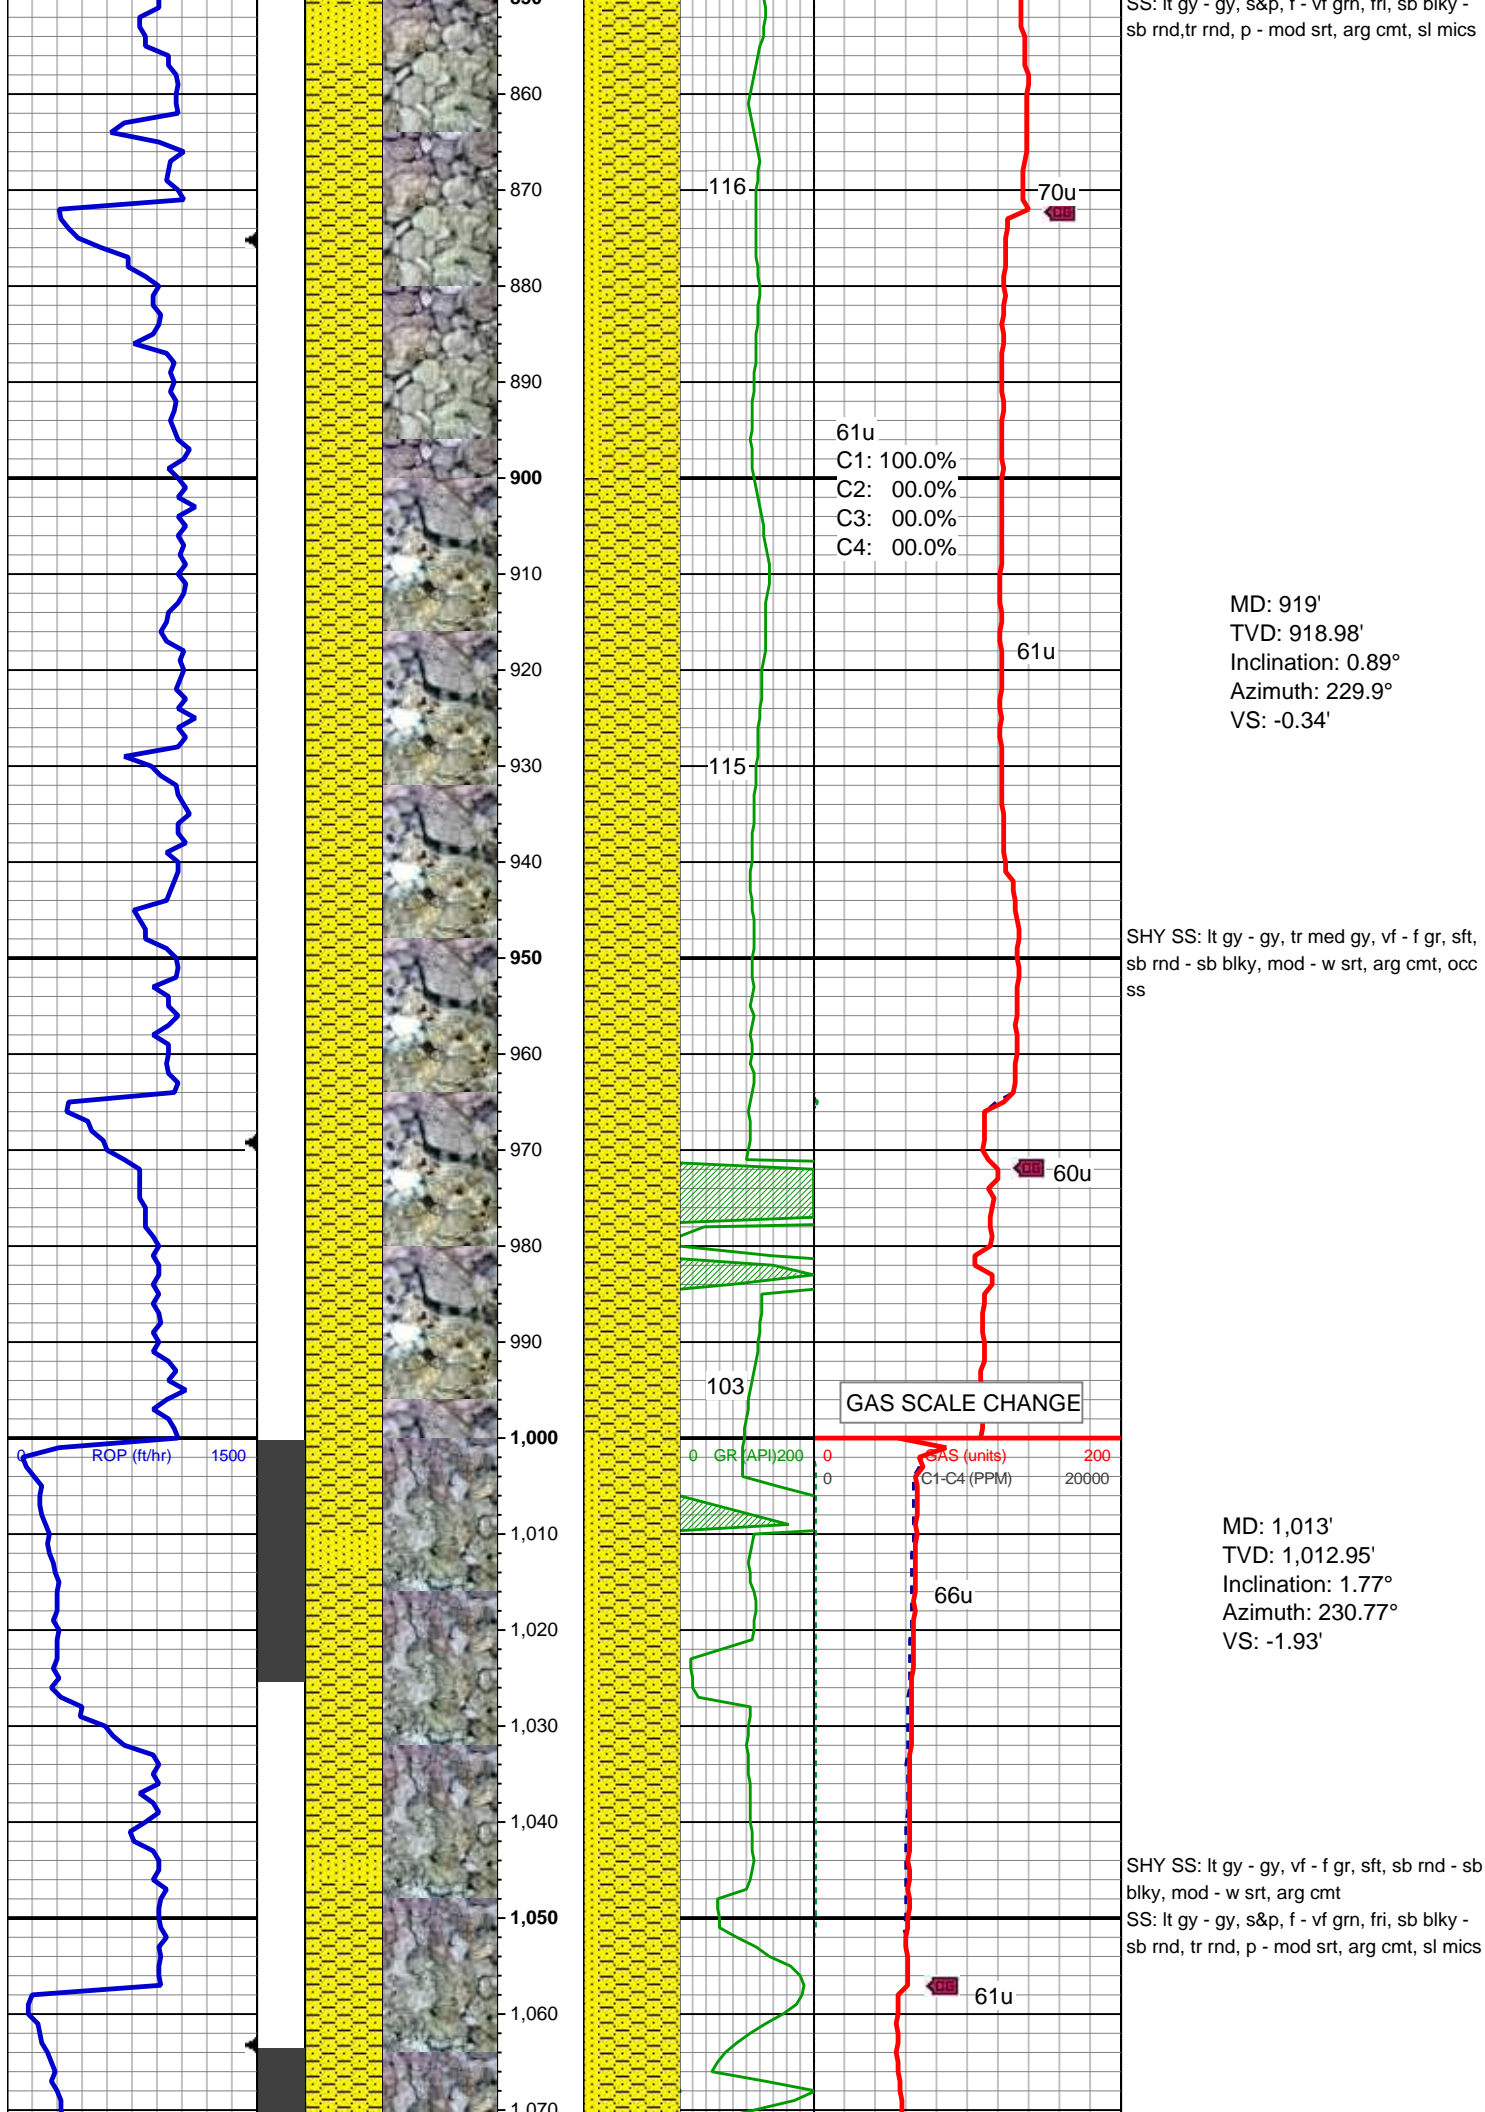 850
SS: lt gy - gy, s&p, f - vf grn, fri, sb blky -
sb rnd,tr rnd, p - mod srt, arg cmt, sl mics
860
870
116
70u
CG
880
890
61u
C1: 100.0%
900
C2: 00.0%
C3: 00.0%
C4: 00.0%
910
MD: 919'
TVD: 918.98'
Inclination: 0.89°
Azimuth: 229.9°
VS: -0.34'
920
61u
930
115
940
SHY SS: lt gy - gy, tr med gy, vf - f gr, sft,
sb rnd - sb blky, mod - w srt, arg cmt, occ
ss
950
960
970
CG
60u
980
990
103
GAS SCALE CHANGE
1,000
0 ROP (ft/hr) 1500
0 GR (API) 200
0 GAS (units) 200
0 C1-C4 (PPM) 20000
1,010
MD: 1,013'
TVD: 1,012.95'
Inclination: 1.77°
Azimuth: 230.77°
VS: -1.93'
66u
1,020
1,030
1,040
SHY SS: lt gy - gy, vf - f gr, sft, sb rnd - sb
blky, mod - w srt, arg cmt
1,050
SS: lt gy - gy, s&p, f - vf grn, fri, sb blky -
sb rnd, tr rnd, p - mod srt, arg cmt, sl mics
CG
61u
1,060
1,070